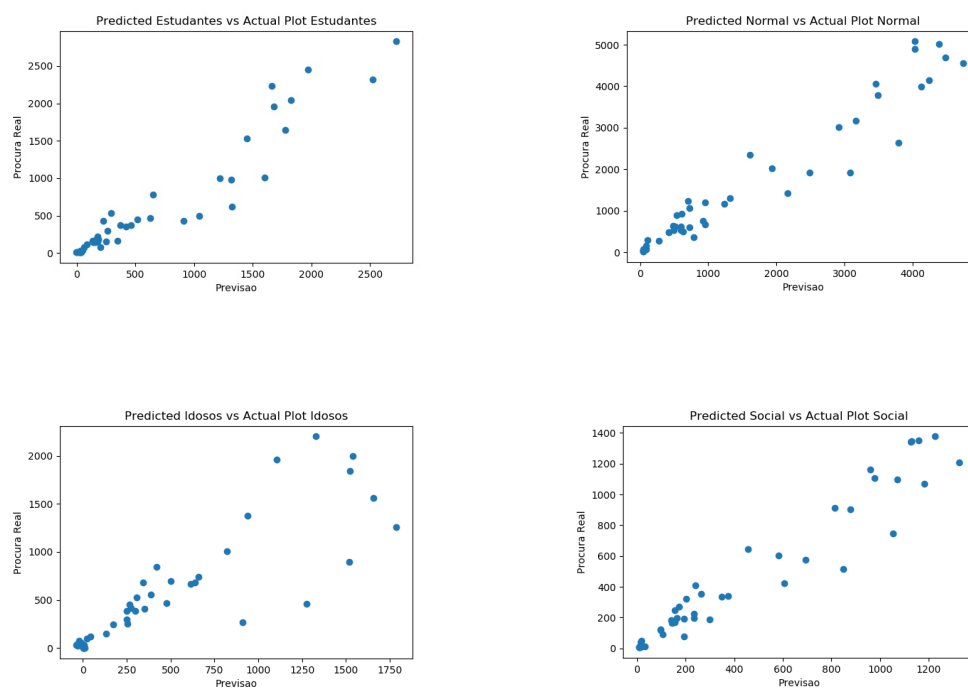 Predicted Estudantes vs Actual Plot Estudantes
2500
2000
1500
1000
500
0
Procura Real
0 500 1000 1500 2000 2500
Previsao
Predicted Normal vs Actual Plot Normal
5000
4000
3000
2000
1000
0
Procura Real
0 1000 2000 3000 4000
Previsao
Predicted Idosos vs Actual Plot Idosos
2000
1500
1000
500
0
Procura Real
0 250 500 750 1000 1250 1500 1750
Previsao
Predicted Social vs Actual Plot Social
1400
1200
1000
800
600
400
200
0
Procura Real
0 200 400 600 800 1000 1200
Previsao